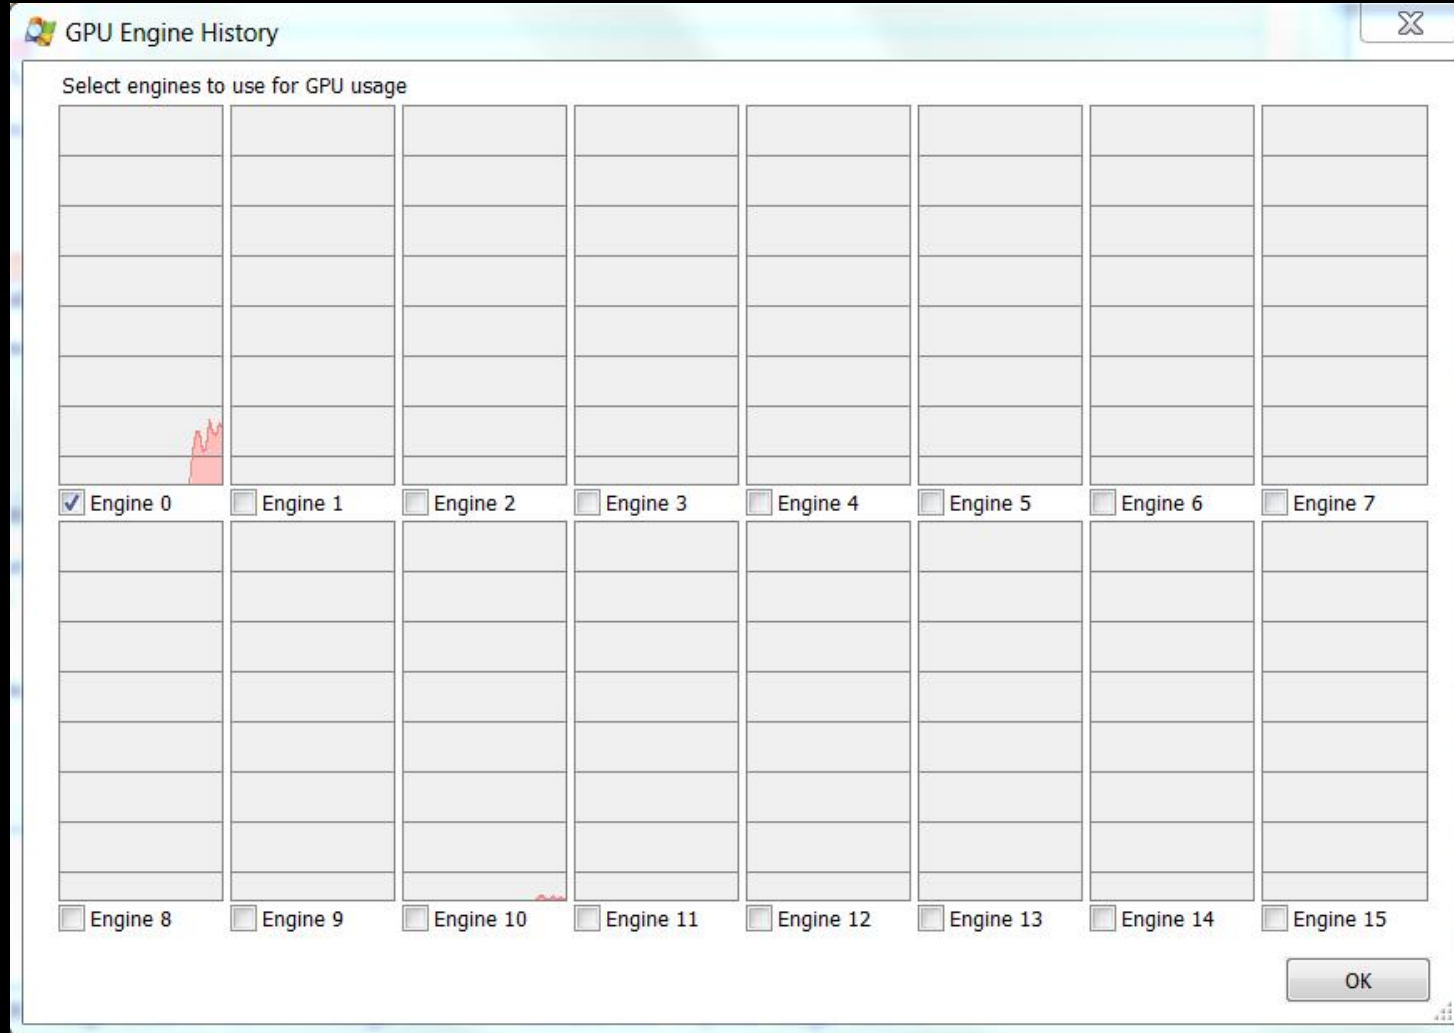 GPU Engine History
Select engines to use for GPU usage
Engine 0 Engine 1 Engine 2 Engine 3 Engine 4 Engine 5 Engine 6 Engine 7
Engine 8 Engine 9 Engine 10 Engine 11 Engine 12 Engine 13 Engine 14 Engine 15
OK